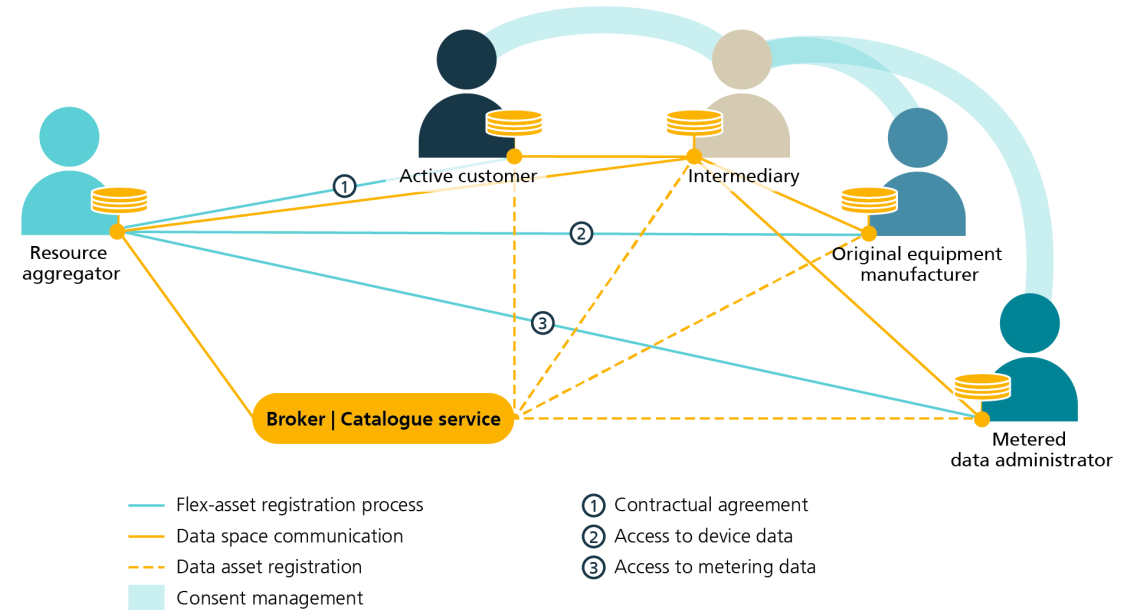 Active customer
Intermediary
1
Resource
aggregator
2
Original equipment
manufacturer
3
Broker | Catalogue service
Metered
data administrator
Flex-asset registration process
Data space communication
Data asset registration
Consent management
1 Contractual agreement
2 Access to device data
3 Access to metering data